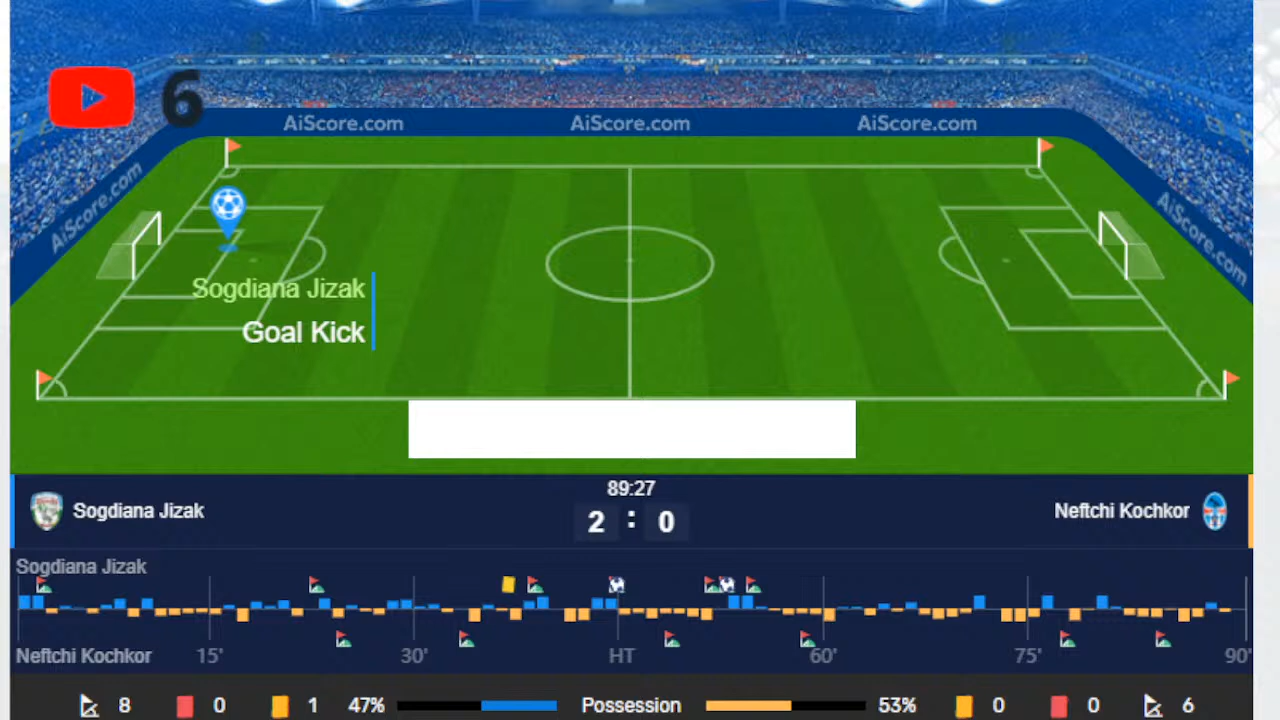 6
AiScore.com AiScore.com AiScore.com
AiScore.com AiScore.com
Sogdiana Jizak
Goal Kick
89:27
Sogdiana Jizak 2 : 0 Neftchi Kochkor
Sogdiana Jizak
Neftchi Kochkor 15' 30' HT 60' 75' 90'
8 0 1 47% Possession 53% 0 0 6